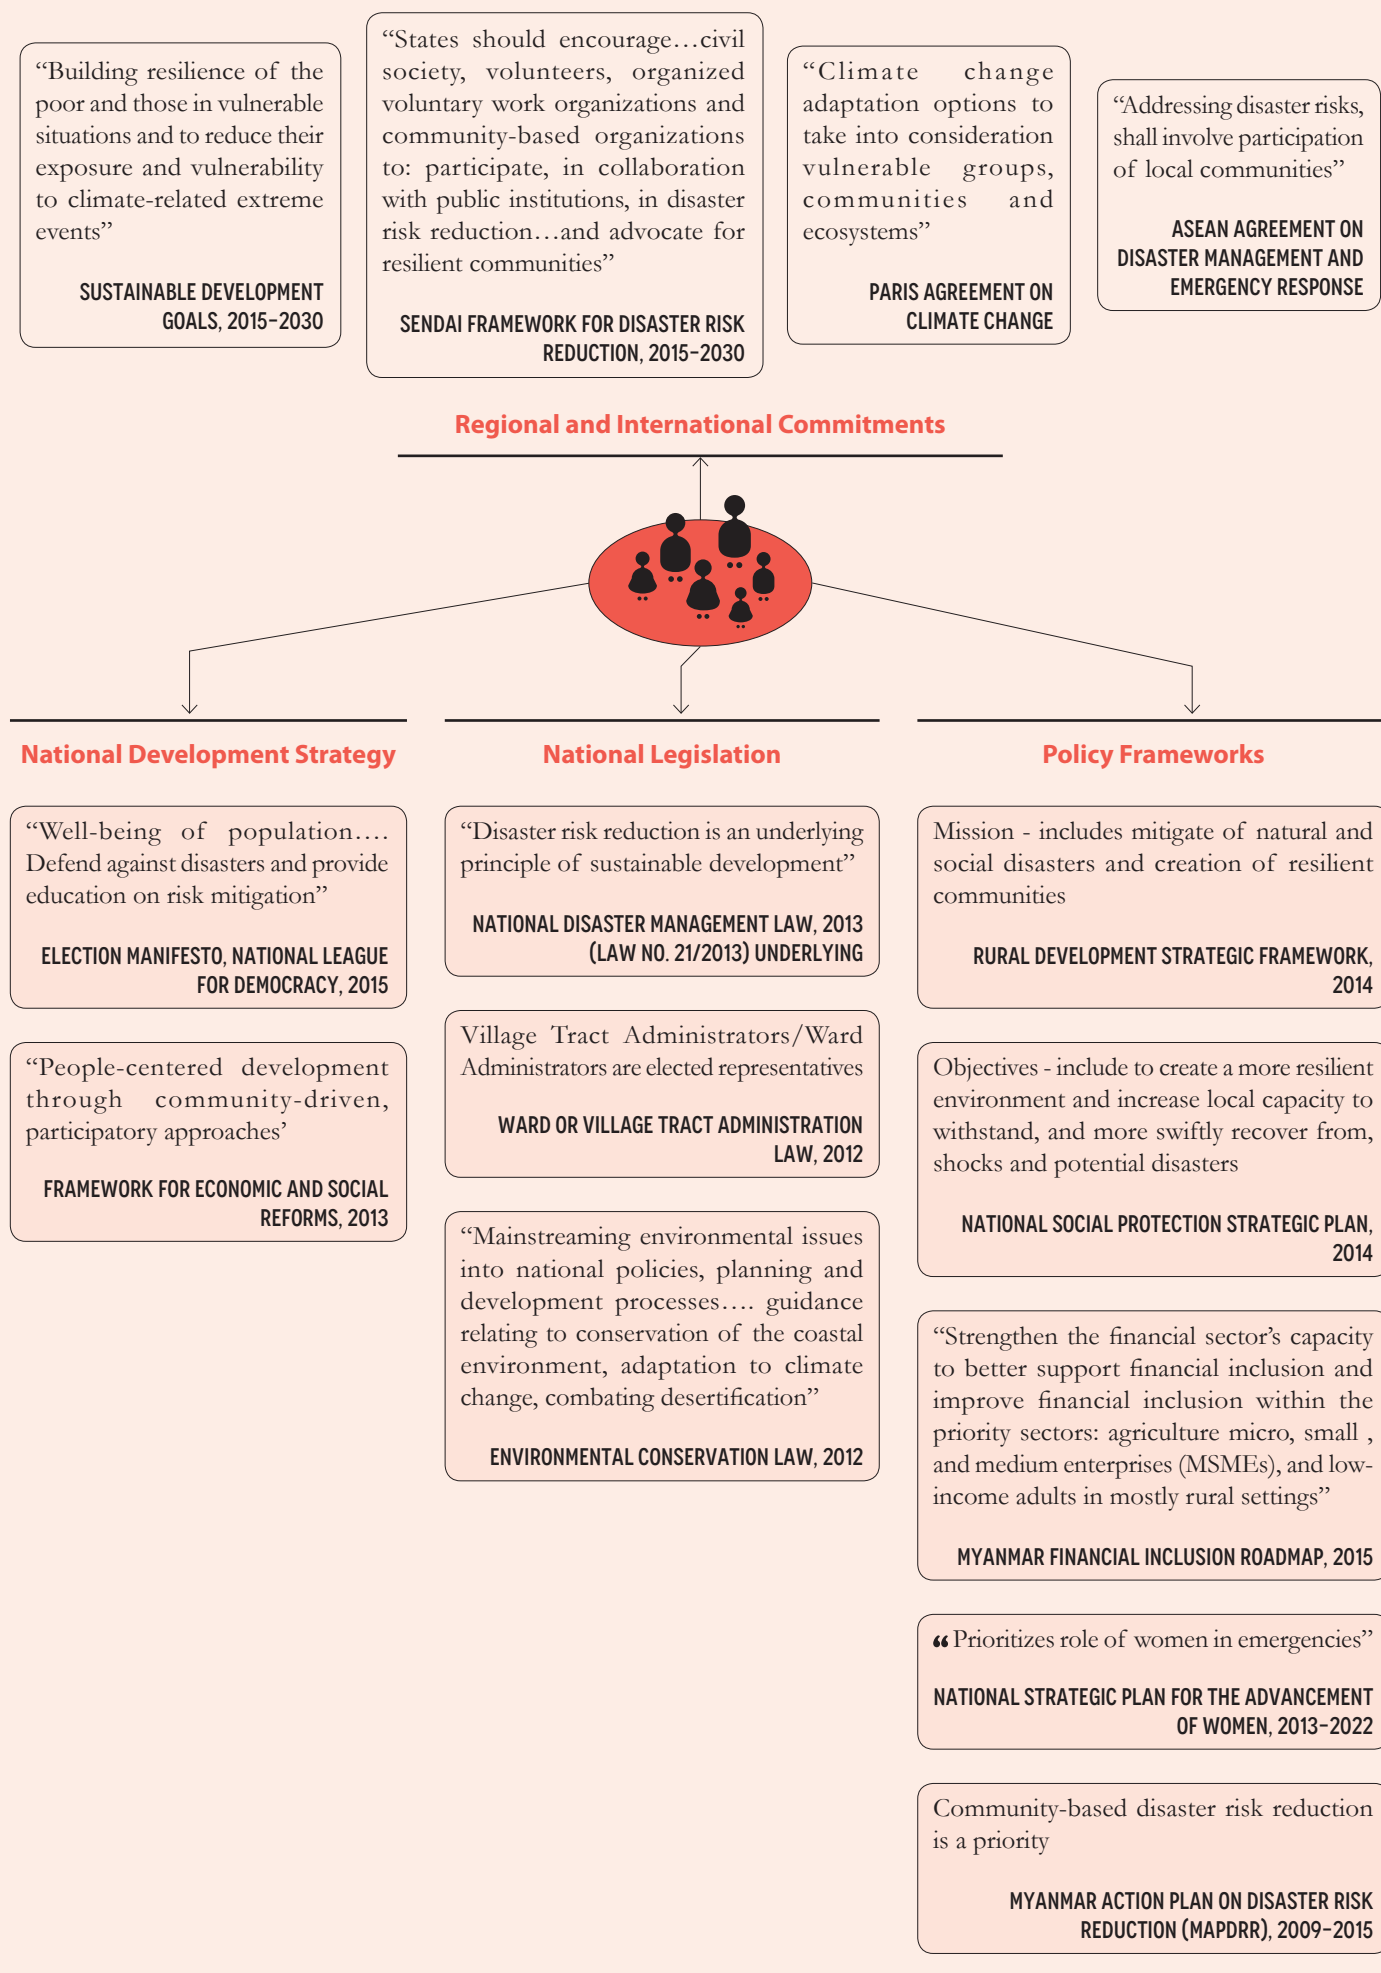 “Building resilience of the
poor and those in vulnerable
situations and to reduce their
exposure and vulnerability
to climate-related extreme
events”
SUSTAINABLE DEVELOPMENT
GOALS, 2015–2030
“States should encourage…civil
society, volunteers, organized
voluntary work organizations and
community-based organizations
to: participate, in collaboration
with public institutions, in disaster
risk reduction…and advocate for
resilient communities”
SENDAI FRAMEWORK FOR DISASTER RISK
REDUCTION, 2015–2030
“Climate change
adaptation options to
take into consideration
vulnerable groups,
communities and
ecosystems”
PARIS AGREEMENT ON
CLIMATE CHANGE
“Addressing disaster risks,
shall involve participation
of local communities”
ASEAN AGREEMENT ON
DISASTER MANAGEMENT AND
EMERGENCY RESPONSE
Regional and International Commitments
National Development Strategy
“Well-being of population….
Defend against disasters and provide
education on risk mitigation”
ELECTION MANIFESTO, NATIONAL LEAGUE
FOR DEMOCRACY, 2015
“People-centered development
through community-driven,
participatory approaches’
FRAMEWORK FOR ECONOMIC AND SOCIAL
REFORMS, 2013
National Legislation
“Disaster risk reduction is an underlying
principle of sustainable development”
NATIONAL DISASTER MANAGEMENT LAW, 2013
(LAW NO. 21/2013) UNDERLYING
Village Tract Administrators/Ward
Administrators are elected representatives
WARD OR VILLAGE TRACT ADMINISTRATION
LAW, 2012
“Mainstreaming environmental issues
into national policies, planning and
development processes…. guidance
relating to conservation of the coastal
environment, adaptation to climate
change, combating desertification”
ENVIRONMENTAL CONSERVATION LAW, 2012
Policy Frameworks
Mission - includes mitigate of natural and
social disasters and creation of resilient
communities
RURAL DEVELOPMENT STRATEGIC FRAMEWORK,
2014
Objectives - include to create a more resilient
environment and increase local capacity to
withstand, and more swiftly recover from,
shocks and potential disasters
NATIONAL SOCIAL PROTECTION STRATEGIC PLAN,
2014
“Strengthen the financial sector’s capacity
to better support financial inclusion and
improve financial inclusion within the
priority sectors: agriculture micro, small ,
and medium enterprises (MSMEs), and low-
income adults in mostly rural settings”
MYANMAR FINANCIAL INCLUSION ROADMAP, 2015
“Prioritizes role of women in emergencies”
NATIONAL STRATEGIC PLAN FOR THE ADVANCEMENT
OF WOMEN, 2013–2022
Community-based disaster risk reduction
is a priority
MYANMAR ACTION PLAN ON DISASTER RISK
REDUCTION (MAPDRR), 2009–2015